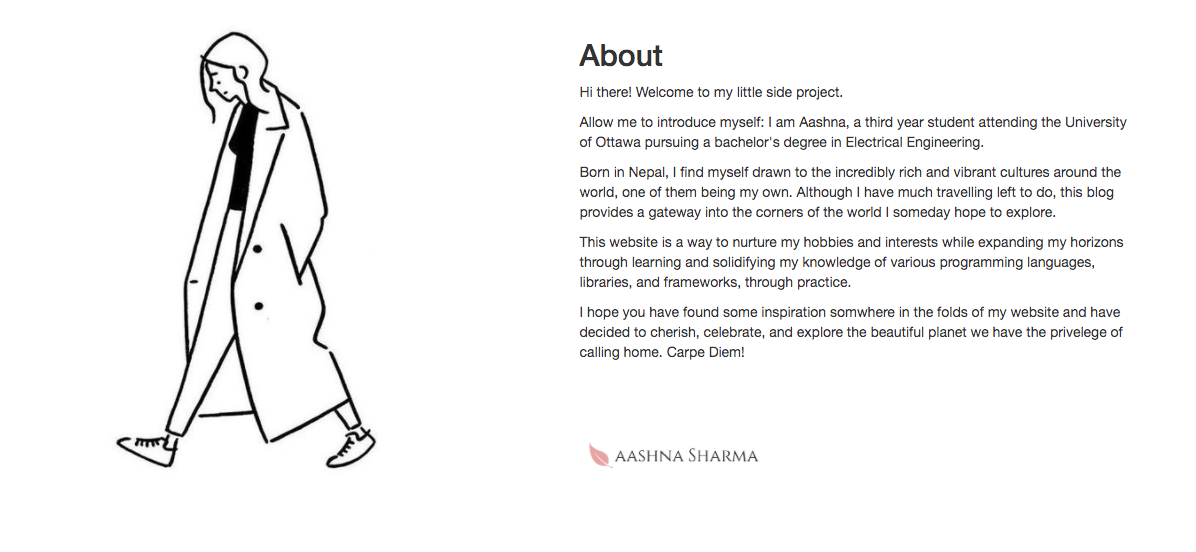 About
Hi there! Welcome to my little side project.
Allow me to introduce myself: I am Aashna, a third year student attending the University
of Ottawa pursuing a bachelor's degree in Electrical Engineering.
Born in Nepal, I find myself drawn to the incredibly rich and vibrant cultures around the
world, one of them being my own. Although I have much travelling left to do, this blog
provides a gateway into the corners of the world I someday hope to explore.
This website is a way to nurture my hobbies and interests while expanding my horizons
through learning and solidifying my knowledge of various programming languages,
libraries, and frameworks, through practice.
I hope you have found some inspiration somwhere in the folds of my website and have
decided to cherish, celebrate, and explore the beautiful planet we have the privelege of
calling home. Carpe Diem!
AASHNA SHARMA